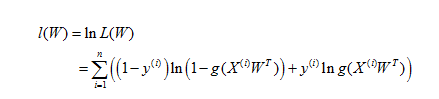 l(W) = ln L(W)
= ∑_{i=1}^{n} ((1 − y^{(i)}) ln(1 − g(X^{(i)}W^{T})) + y^{(i)} ln g(X^{(i)}W^{T}))